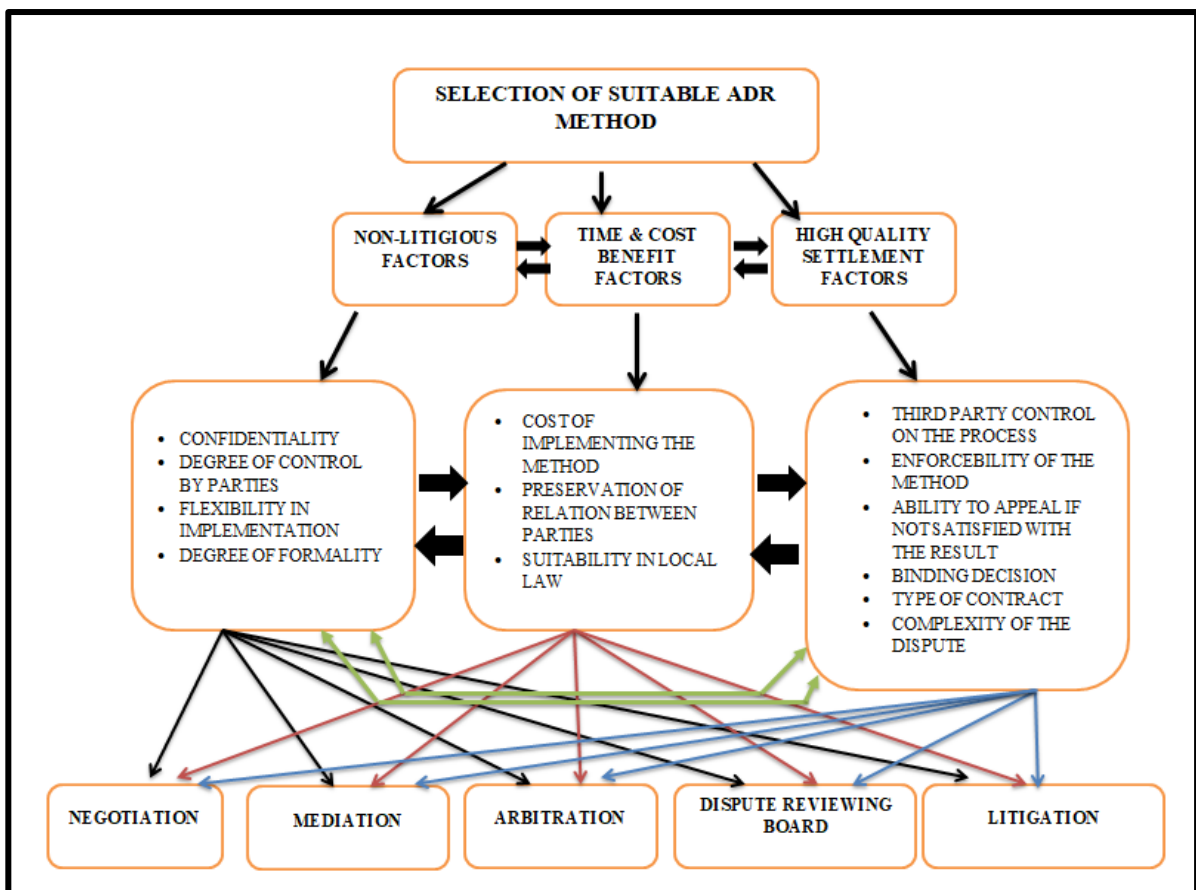 SELECTION OF SUITABLE ADR
METHOD
NON-LITIGIOUS
FACTORS
TIME & COST
BENEFIT
FACTORS
HIGH QUALITY
SETTLEMENT
FACTORS
• CONFIDENTIALITY
• DEGREE OF CONTROL
BY PARTIES
• FLEXIBILITY IN
IMPLEMENTATION
• DEGREE OF FORMALITY
• COST OF
IMPLEMENTING THE
METHOD
• PRESERVATION OF
RELATION BETWEEN
PARTIES
• SUITABILITY IN LOCAL
LAW
• THIRD PARTY CONTROL
ON THE PROCESS
• ENFORCEBILITY OF THE
METHOD
• ABILITY TO APPEAL IF
NOT SATISFIED WITH
THE RESULT
• BINDING DECISION
• TYPE OF CONTRACT
• COMPLEXITY OF THE
DISPUTE
NEGOTIATION
MEDIATION
ARBITRATION
DISPUTE REVIEWING
BOARD
LITIGATION